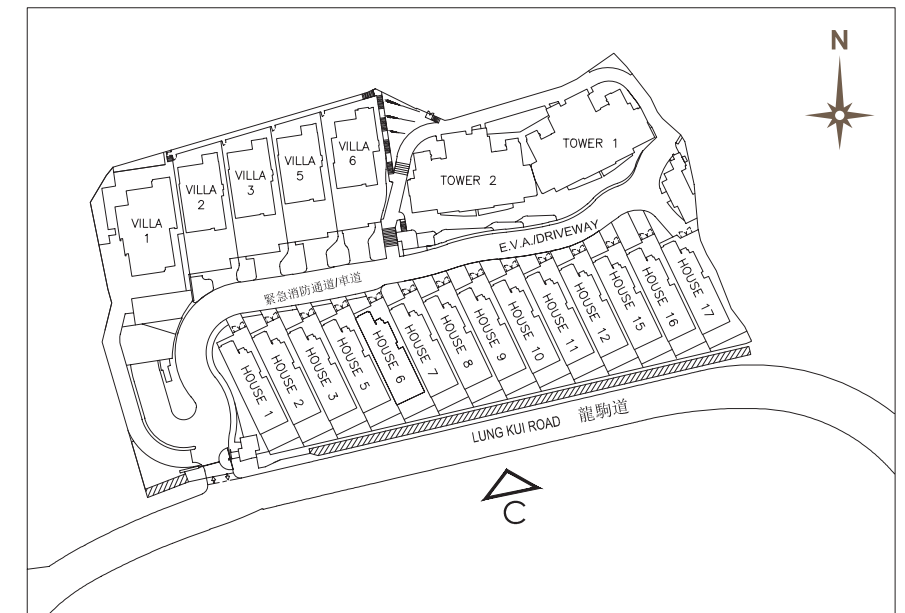 N
TOWER 1
TOWER 2
VILLA
6
VILLA
5
VILLA
3
VILLA
2
VILLA
1
E.V.A./DRIVEWAY
緊急消防通道/車道
HOUSE 1
HOUSE 2
HOUSE 3
HOUSE 5
HOUSE 6
HOUSE 7
HOUSE 8
HOUSE 9
HOUSE 10
HOUSE 11
HOUSE 12
HOUSE 15
HOUSE 16
HOUSE 17
LUNG KUI ROAD 龍駒道
C